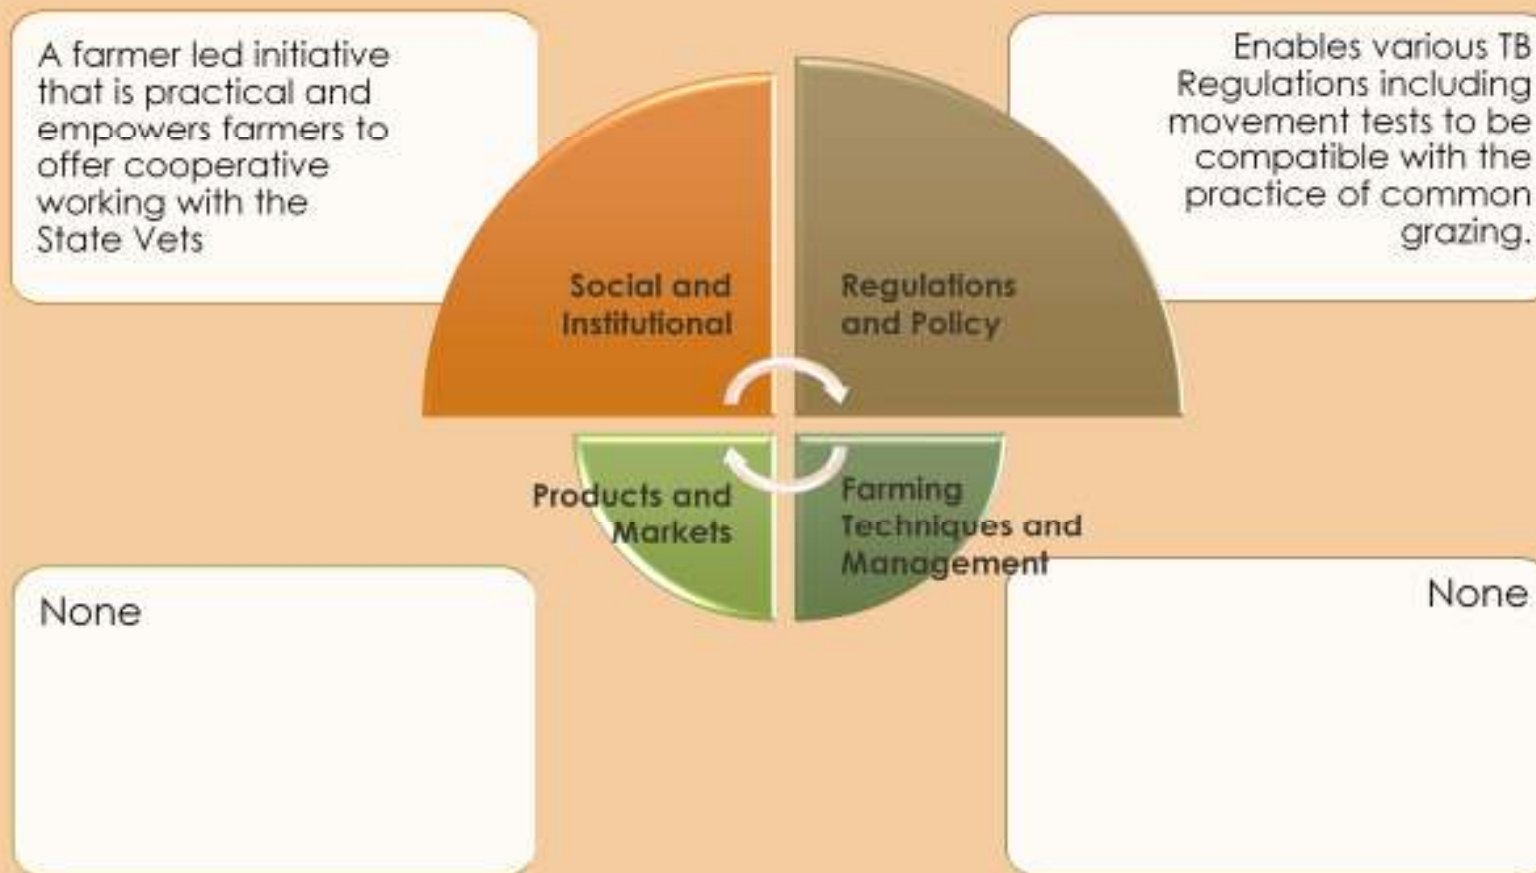 A farmer led initiative
that is practical and
empowers farmers to
offer cooperative
working with the
State Vets
Enables various TB
Regulations including
movement tests to be
compatible with the
practice of common
grazing.
Social and
Institutional
Regulations
and Policy
Products and
Markets
Farming
Techniques and
Management
None
None